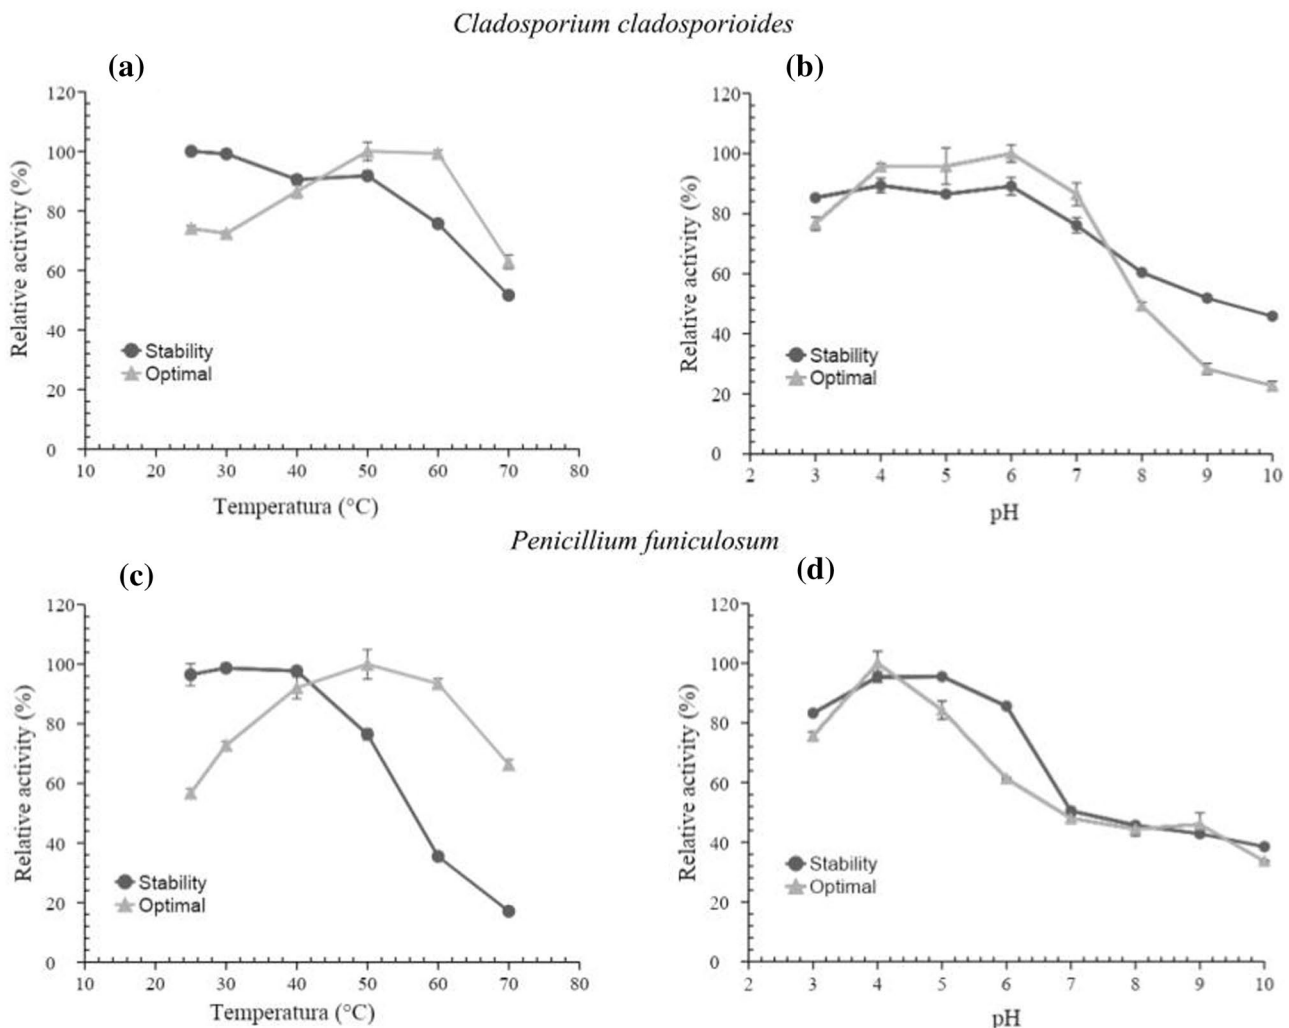 Cladosporium cladosporioides
(a)
120
100
80
60
40
20
0
Relative activity (%)
Stability
Optimal
10 20 30 40 50 60 70 80
Temperatura (°C)
(b)
120
100
80
60
40
20
0
Relative activity (%)
Stability
Optimal
2 3 4 5 6 7 8 9 10
pH
Penicillium funiculosum
(c)
120
100
80
60
40
20
0
Relative activity (%)
Stability
Optimal
10 20 30 40 50 60 70 80
Temperatura (°C)
(d)
120
100
80
60
40
20
0
Relative activity (%)
Stability
Optimal
2 3 4 5 6 7 8 9 10
pH